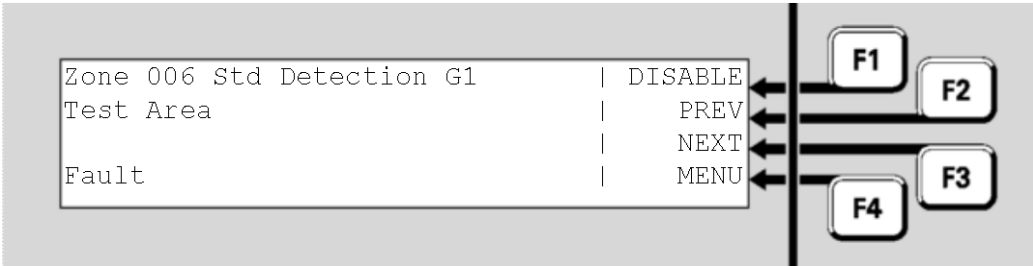 Zone 006 Std Detection G1 | DISABLE
Test Area | PREV
| NEXT
Fault | MENU
F1
F2
F3
F4